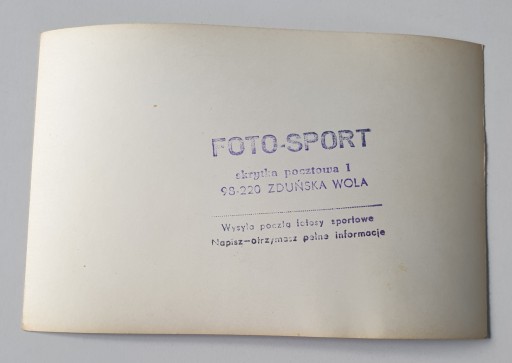 FOTO-SPORT
skrytka pocztowa 1
98-220 ZDUŃSKA WOLA
Wysyła pocztą fotosy sportowe
Napisz-otrzymasz pełne informacje